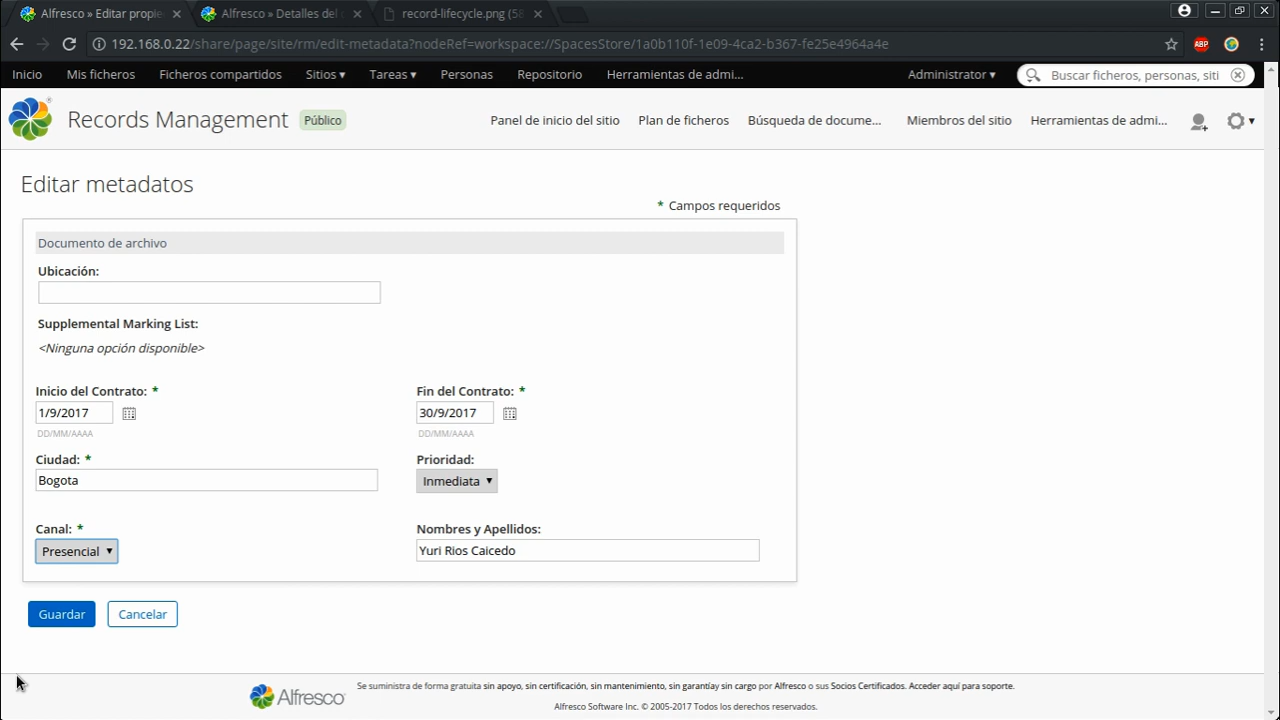 Alfresco » Editar propie
Alfresco » Detalles del
record-lifecycle.png (58
192.168.0.22/share/page/site/rm/edit-metadata?nodeRef=workspace://SpacesStore/1a0b110f-1e09-4ca2-b367-fe25e4964a4e
ABP
Inicio Mis ficheros Ficheros compartidos Sitios Tareas Personas Repositorio Herramientas de admi... Administrator Buscar ficheros, personas, siti
Records Management Público Panel de inicio del sitio Plan de ficheros Búsqueda de docume... Miembros del sitio Herramientas de admi...
Editar metadatos
* Campos requeridos
Documento de archivo
Ubicación:
Supplemental Marking List:
<Ninguna opción disponible>
Inicio del Contrato: * Fin del Contrato: *
1/9/2017 30/9/2017
DD/MM/AAAA DD/MM/AAAA
Ciudad: * Prioridad:
Bogota Inmediata
Canal: * Nombres y Apellidos:
Presencial Yuri Rios Caicedo
Guardar Cancelar
Alfresco
Se suministra de forma gratuita sin apoyo, sin certificación, sin mantenimiento, sin garantíay sin cargo por Alfresco o sus Socios Certificados. Acceder aquí para soporte.
Alfresco Software Inc. © 2005-2017 Todos los derechos reservados.